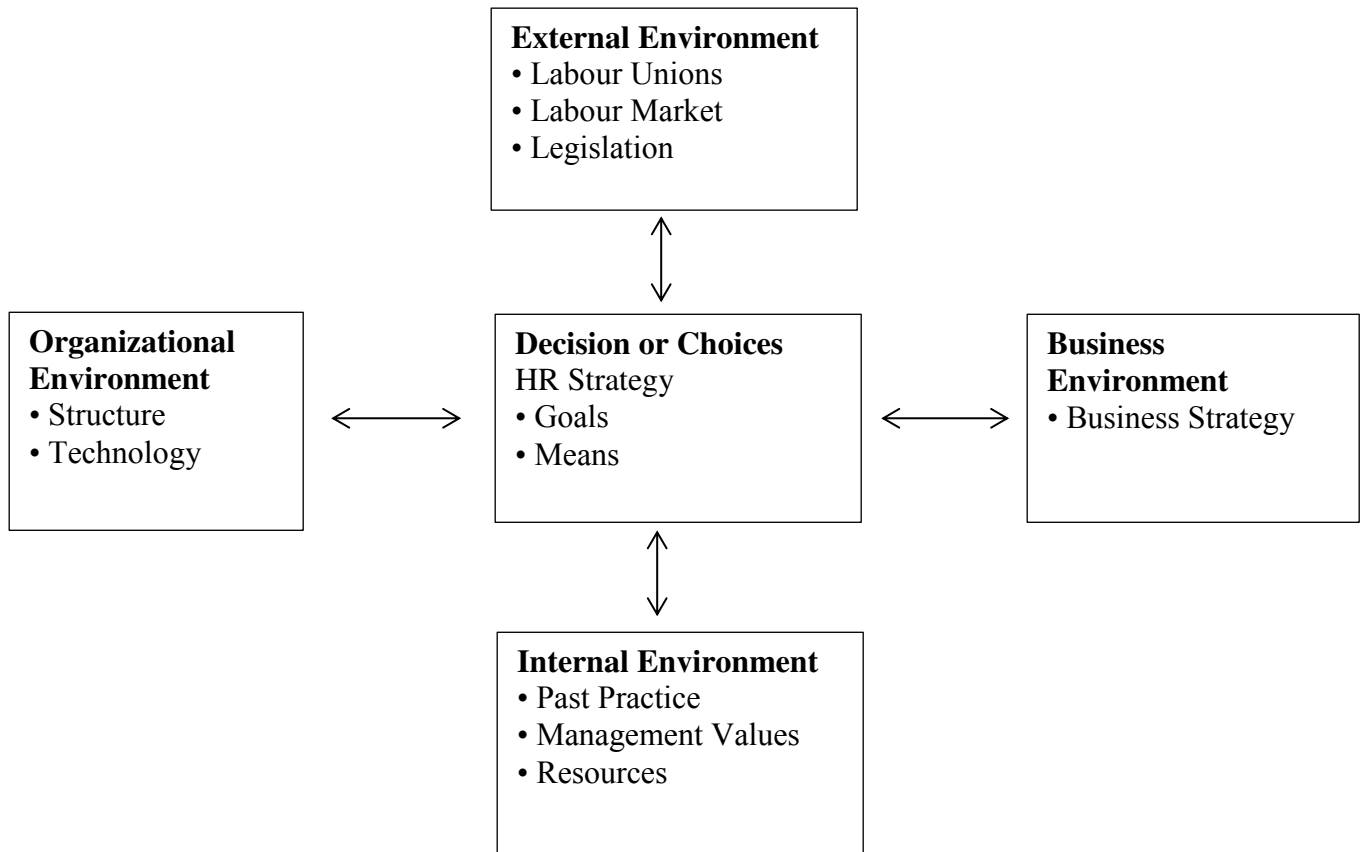 External Environment
• Labour Unions
• Labour Market
• Legislation
Organizational
Environment
• Structure
• Technology
Decision or Choices
HR Strategy
• Goals
• Means
Business
Environment
• Business Strategy
Internal Environment
• Past Practice
• Management Values
• Resources